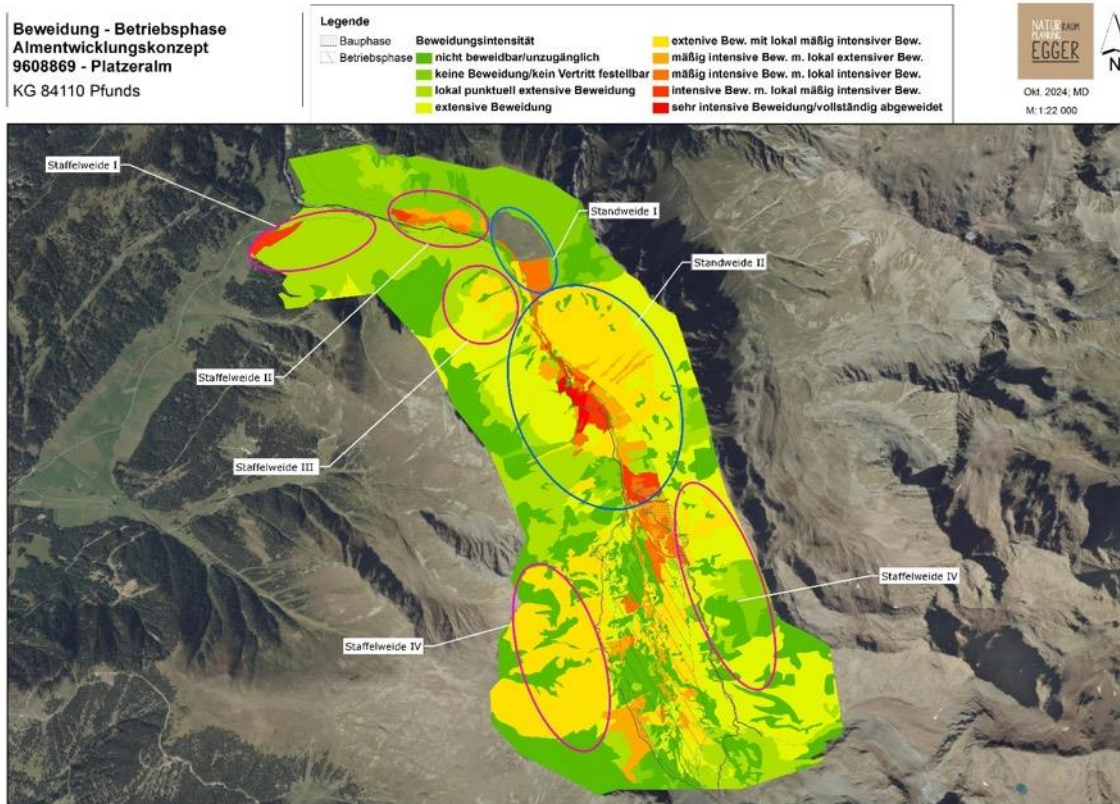 Beweidung - Betriebsphase
Almentwicklungskonzept
9608869 - Platzeralm
KG 84110 Pfunds
Legende
Bauphase
Betriebsphase
Beweidungsintensität
nicht beweidbar/unzugänglich
keine Beweidung/kein Vertritt festellbar
lokal punktuell extensive Beweidung
extensive Beweidung
extenive Bew. mit lokal mäßig intensiver Bew.
mäßig intensive Bew. m. lokal extensiver Bew.
mäßig intensive Bew. m. lokal intensiver Bew.
intensive Bew. m. lokal mäßig intensiver Bew.
sehr intensive Beweidung/vollständig abgeweidet
NATURRAUM
PLANUNG
EGGER
N
Okt. 2024; MD
M: 1:22 000
Staffelweide I
Standweide I
Standweide II
Staffelweide II
Staffelweide III
Staffelweide IV
Staffelweide IV